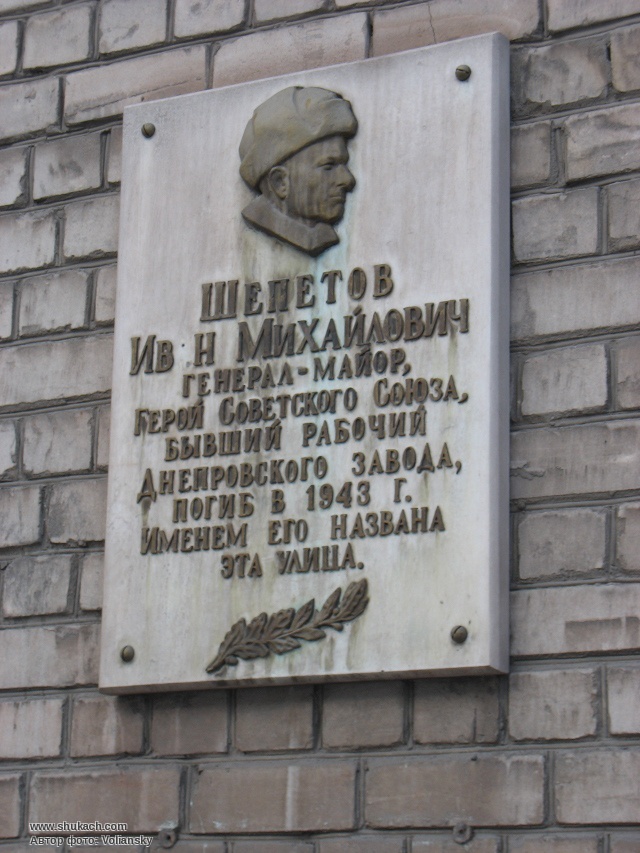 ШЕПЕТОВ
ИВ Н МИХАЙЛОВИЧ
ГЕНЕРАЛ-МАЙОР,
ГЕРОЙ СОВЕТСКОГО СОЮЗА,
БЫВШИЙ РАБОЧИЙ
ДНЕПРОВСКОГО ЗАВОДА,
ПОГИБ В 1943 Г.
ИМЕНЕМ ЕГО НАЗВАНА
ЭТА УЛИЦА.
www.shukach.com
Автор фото: Voliansky